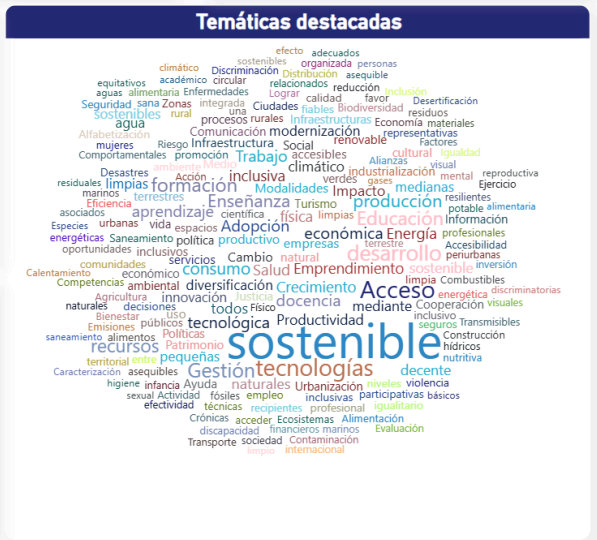 Temáticas destacadas
efecto adecuados
sostenibles organizada personas
climático Discriminación Distribución asequible
equitativos académico circular relacionados reducción Inclusión
aguas alimentaria Enfermedades Lograr calidad favor Desertificación
Seguridad sana Zonas integrada Ciudades fiables Biodiversidad residuos
sostenibles rural una procesos rurales Infraestructuras Economía materiales
agua Comunicación modernización representativas
Alfabetización Infraestructura Social renovable Factores
mujeres Riesgo promoción Trabajo accesibles cultural igualdad
Comportamentales ambiente Medio climático Alianzas visual
Desastres Acción inclusiva verdes industrialización mental reproductiva
residuales limpias formación Modalidades Impacto gases medianas Ejercicio
marinos terrestres Enseñanza Turismo producción resilientes
Eficiencia aprendizaje científica física limpias Educación potable alimentaria
asociados Información
Especies urbanas vida espacios Adopción económica Energía profesionales
energéticas Saneamiento política productivo empresas terrestre Accesibilidad
oportunidades inclusivos Cambio natural desarrollo periurbanas
comunidades servicios Salud Emprendimiento sostenible inversión
Calentamiento económico consumo limpia Combustibles
Competencias ambiental diversificación Crecimiento Acceso energética discriminatorias
Agricultura innovación Justicia docencia mediante Cooperación visuales
naturales decisiones todos Físico inclusivo
Bienestar uso tecnológica Productividad seguros Transmisibles
Emisiones públicos Políticas sostenible Construcción
saneamiento alimentos Patrimonio hídricos
recursos pequeñas nutritiva
territorial entre Gestión tecnologías decente
Caracterización asequibles
higiene infancia Ayuda naturales Urbanización niveles violencia
sexual Actividad fósiles empleo inclusivas participativas básicos
efectividad técnicas recipientes profesional igualitario
Crónicas acceder Ecosistemas Alimentación
discapacidad financieros marinos Evaluación
Transporte sociedad Contaminación
limpio internacional